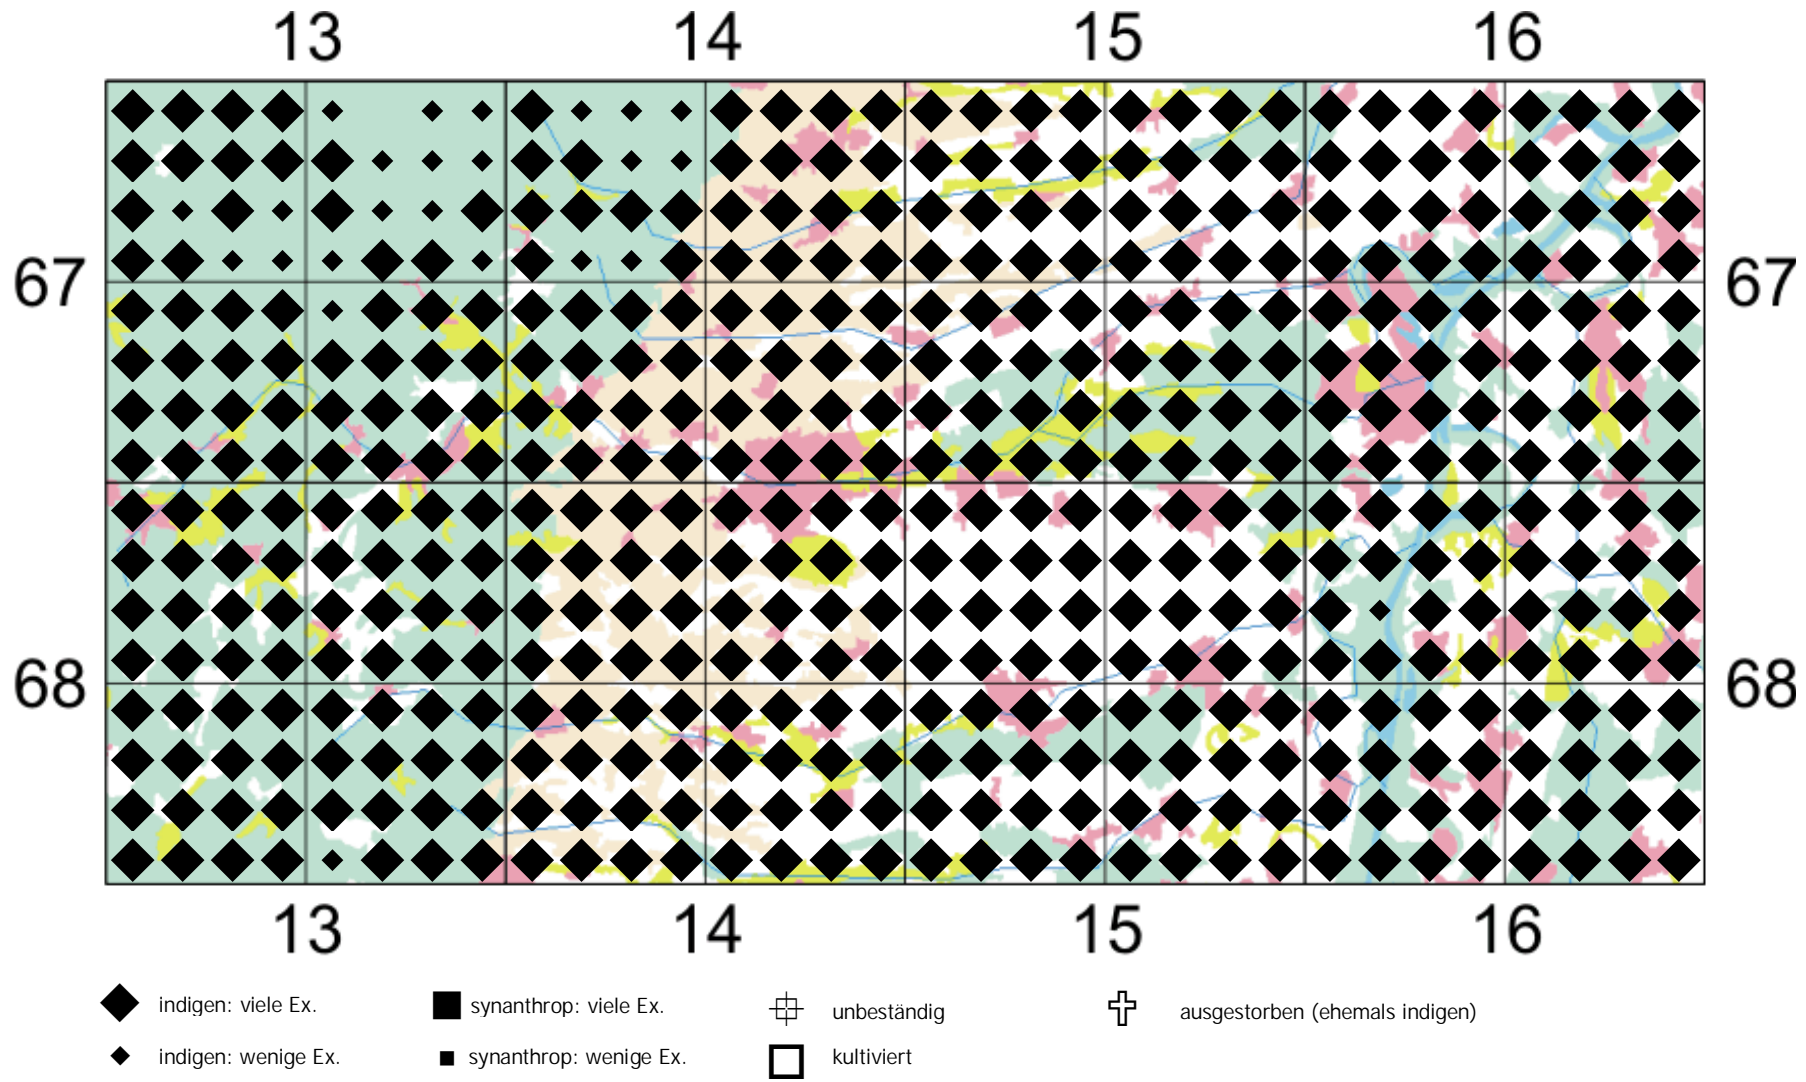 13 14 15 16
67 67
68 68
13 14 15 16
indigen: viele Ex. synanthrop: viele Ex. unbeständig ausgestorben (ehemals indigen)
indigen: wenige Ex. synanthrop: wenige Ex. kultiviert